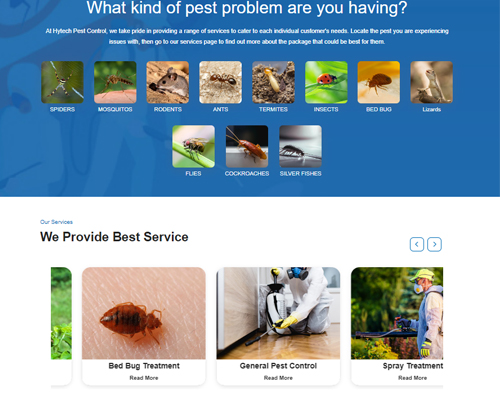 What kind of pest problem are you having?
At Hytech Pest Control, we take pride in providing a range of services to cater to each individual customer's needs. Locate the pest you are experiencing
issues with, then go to our services page to find out more about the package that could be best for them.
SPIDERS
MOSQUITOS
RODENTS
ANTS
TERMITES
INSECTS
BED BUG
Lizards
FLIES
COCKROACHES
SILVER FISHES
Our Services
We Provide Best Service
Bed Bug Treatment
General Pest Control
Spray Treatment
Read More
Read More
Read More